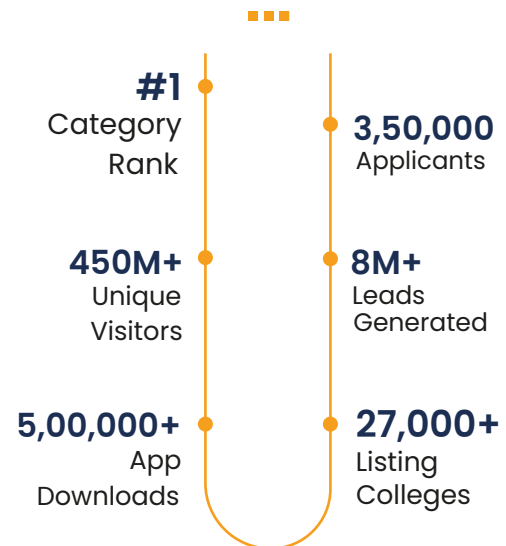 #1
Category
Rank
3,50,000
Applicants
450M+
Unique
Visitors
8M+
Leads
Generated
5,00,000+
App
Downloads
27,000+
Listing
Colleges